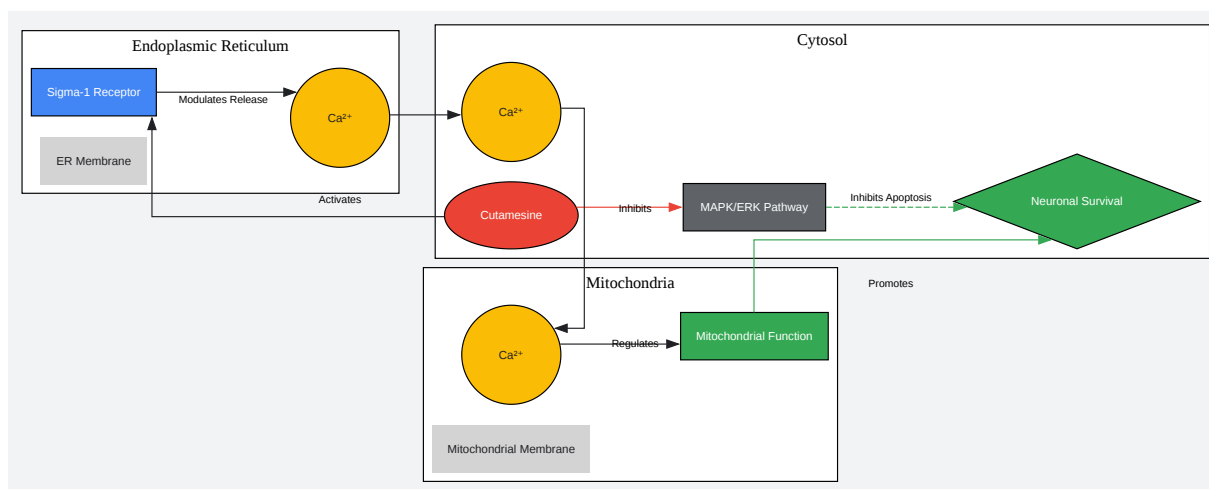 Endoplasmic Reticulum
Sigma-1 Receptor
Modulates Release
Ca²⁺
ER Membrane
Activates
Cytosol
Ca²⁺
Cutamesine
Inhibits
MAPK/ERK Pathway
Inhibits Apoptosis
Neuronal Survival
Mitochondria
Promotes
Ca²⁺
Regulates
Mitochondrial Function
Mitochondrial Membrane